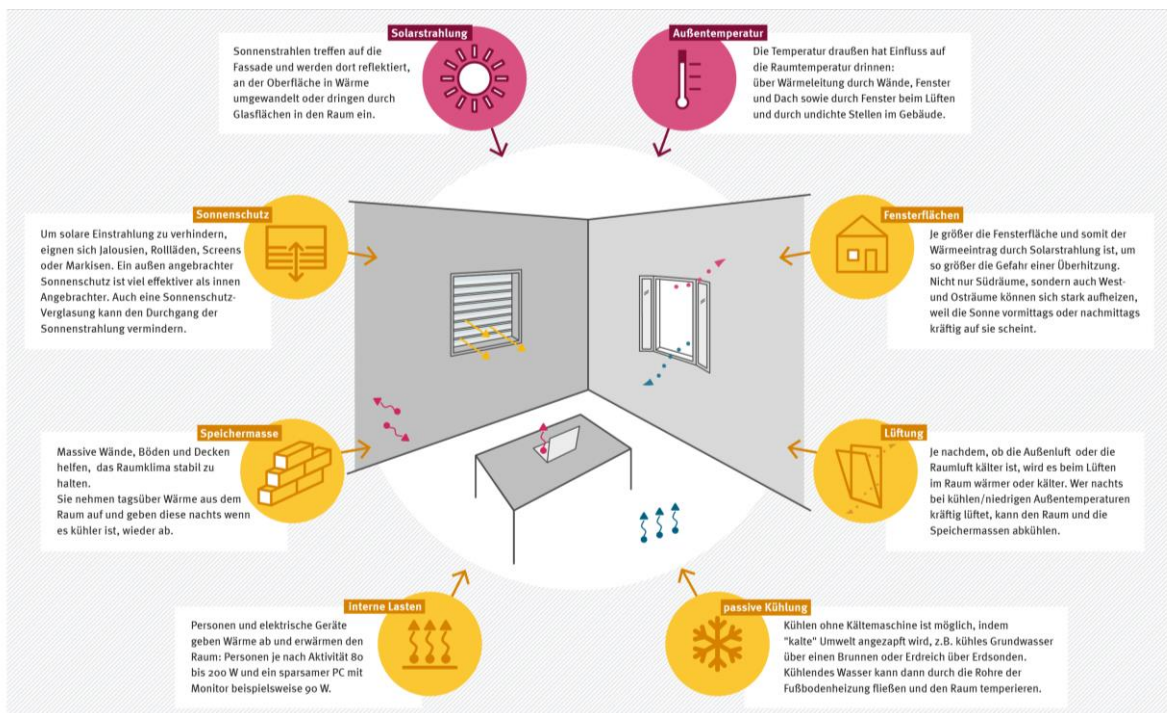 Solarstrahlung
Sonnenstrahlen treffen auf die
Fassade und werden dort reflektiert,
an der Oberfläche in Wärme
umgewandelt oder dringen durch
Glasflächen in den Raum ein.
Außentemperatur
Die Temperatur draußen hat Einfluss auf
die Raumtemperatur drinnen:
über Wärmeleitung durch Wände, Fenster
und Dach sowie durch Fenster beim Lüften
und durch undichte Stellen im Gebäude.
Sonnenschutz
Um solare Einstrahlung zu verhindern,
eignen sich Jalousien, Rollläden, Screens
oder Markisen. Ein außen angebrachter
Sonnenschutz ist viel effektiver als innen
Angebrachter. Auch eine Sonnenschutz-
Verglasung kann den Durchgang der
Sonnenstrahlung vermindern.
Fensterflächen
Je größer die Fensterfläche und somit der
Wärmeeintrag durch Solarstrahlung ist, um
so größer die Gefahr einer Überhitzung.
Nicht nur Südräume, sondern auch West-
und Osträume können sich stark aufheizen,
weil die Sonne vormittags oder nachmittags
kräftig auf sie scheint.
Speichermasse
Massive Wände, Böden und Decken
helfen, das Raumklima stabil zu
halten.
Sie nehmen tagsüber Wärme aus dem
Raum auf und geben diese nachts wenn
es kühler ist, wieder ab.
Lüftung
Je nachdem, ob die Außenluft oder die
Raumluft kälter ist, wird es beim Lüften
im Raum wärmer oder kälter. Wer nachts
bei kühlen/niedrigen Außentemperaturen
kräftig lüftet, kann den Raum und die
Speichermassen abkühlen.
Interne Lasten
Personen und elektrische Geräte
geben Wärme ab und erwärmen den
Raum: Personen je nach Aktivität 80
bis 200 W und ein sparsamer PC mit
Monitor beispielsweise 90 W.
passive Kühlung
Kühlen ohne Kältemaschine ist möglich, indem
"kalte" Umwelt angezapft wird, z.B. kühles Grundwasser
über einen Brunnen oder Erdreich über Erdsonden.
Kühlendes Wasser kann dann durch die Rohre der
Fußbodenheizung fließen und den Raum temperieren.